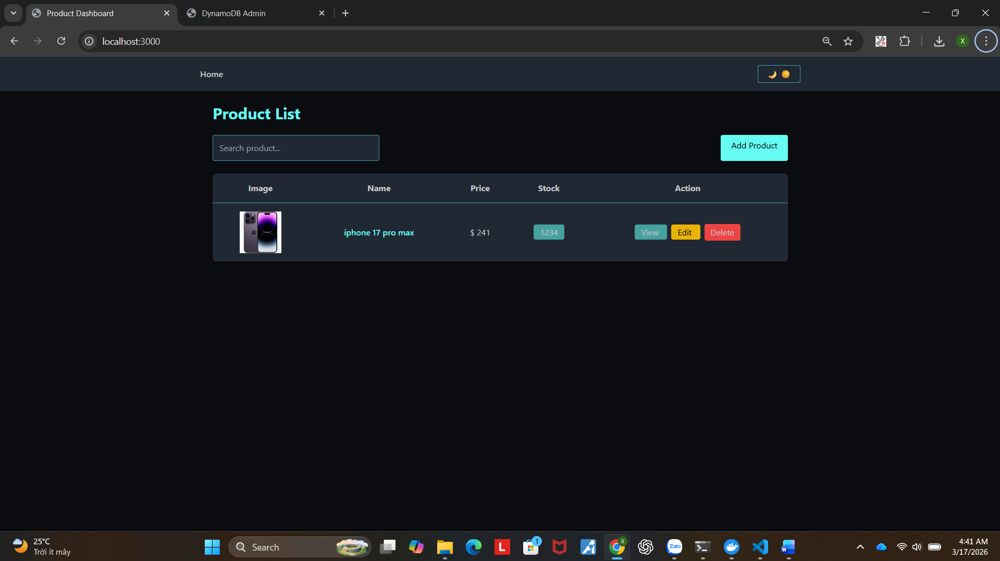 Product Dashboard
DynamoDB Admin
localhost:3000
X
Home
Product List
Search product...
Add Product
Image Name Price Stock Action
iphone 17 pro max $ 241 1234 View Edit Delete
25°C
Trời ít mây
Search
L
1
X
Zalo
W
4:41 AM
3/17/2026